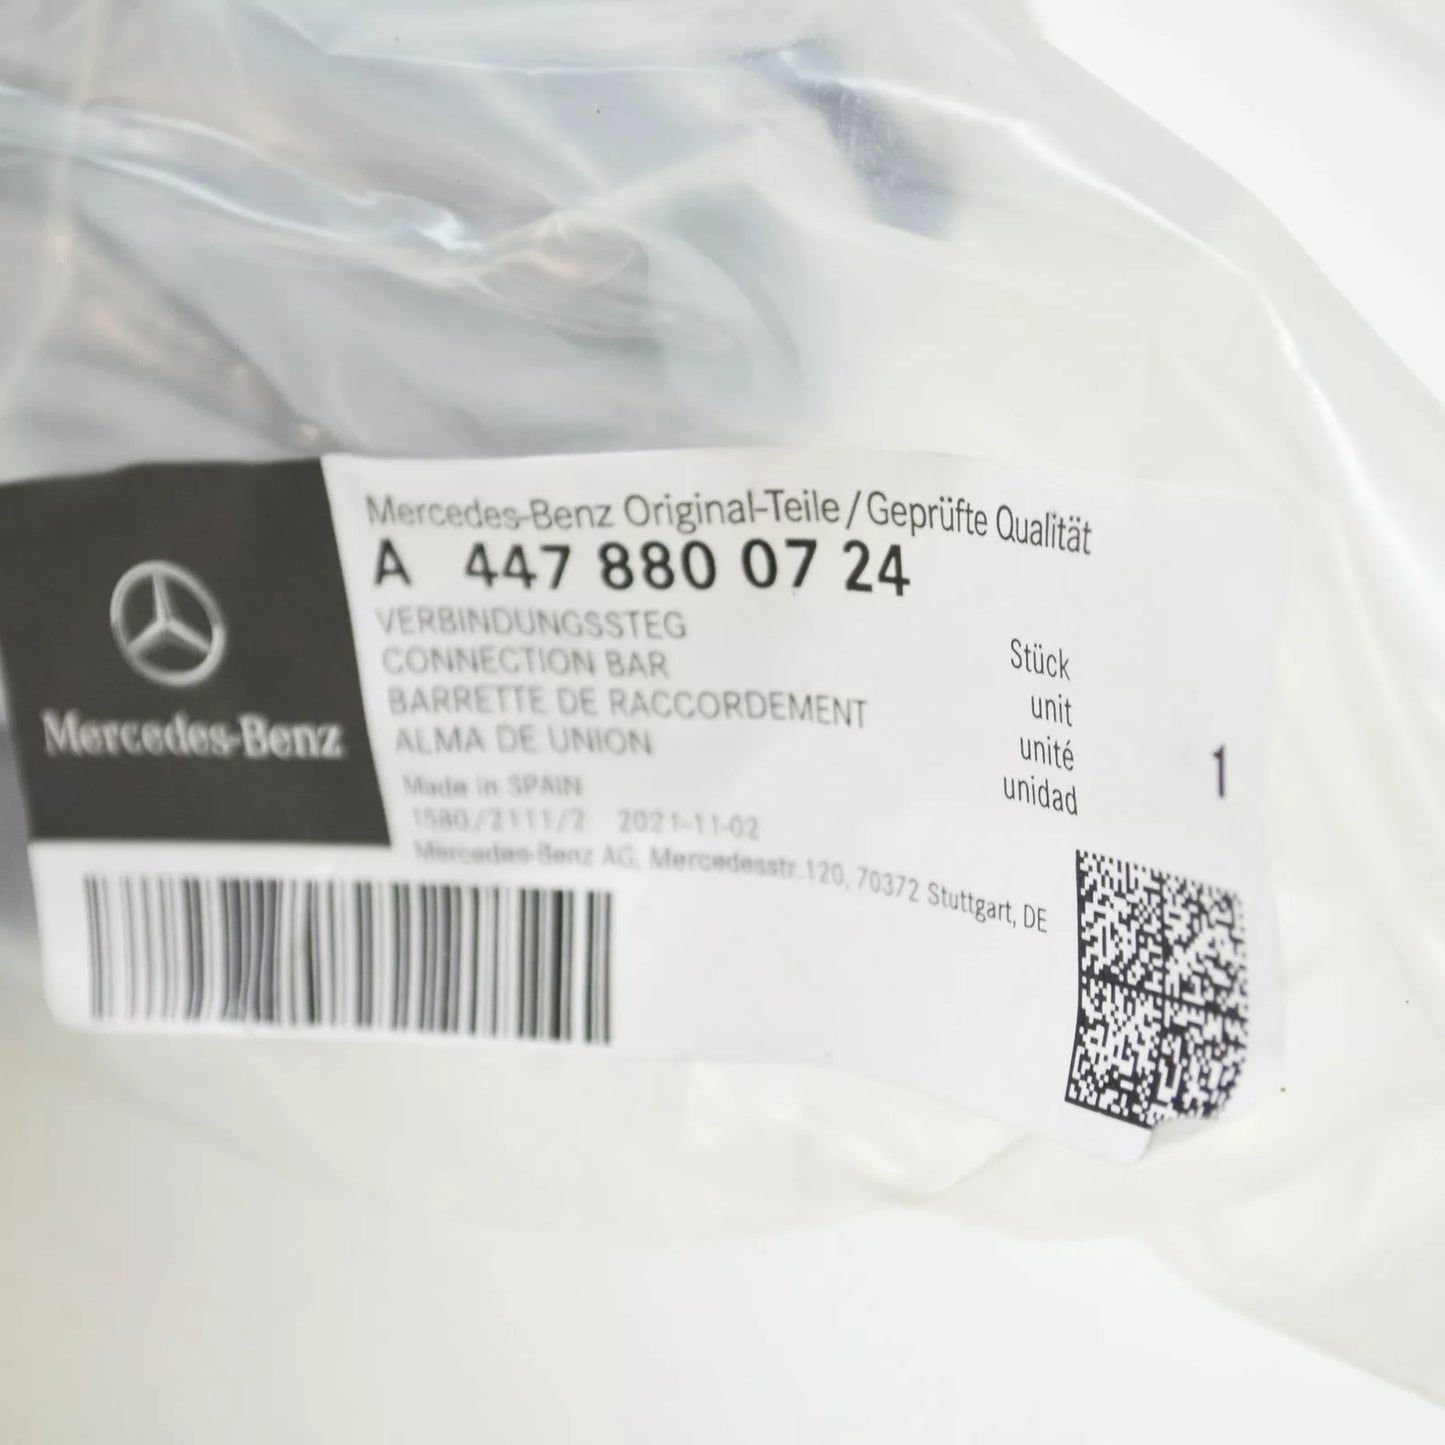 Mercedes-Benz Original-Teile / Geprüfte Qualität
A 447 880 07 24
VERBINDUNGSSTEG
CONNECTION BAR
BARRETTE DE RACCORDEMENT
ALMA DE UNION
Stück
unit
unité
unidad
1
Made in SPAIN
1580/2111/2 2021-11-02
Mercedes-Benz AG, Mercedesstr.120, 70372 Stuttgart, DE
Mercedes-Benz